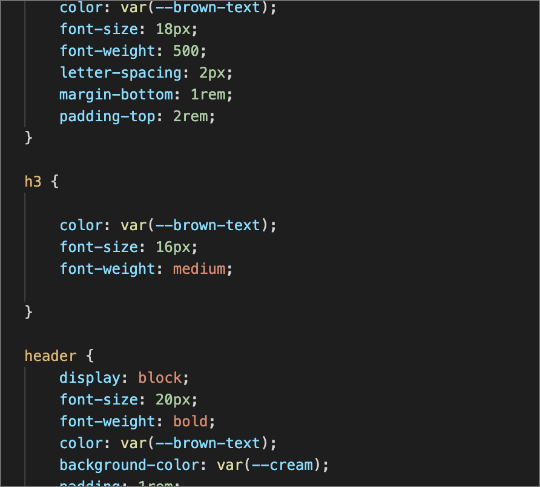 color: var(--brown-text);
font-size: 18px;
font-weight: 500;
letter-spacing: 2px;
margin-bottom: 1rem;
padding-top: 2rem;
}
h3 {
color: var(--brown-text);
font-size: 16px;
font-weight: medium;
}
header {
display: block;
font-size: 20px;
font-weight: bold;
color: var(--brown-text);
background-color: var(--cream);
padding: 1rem;